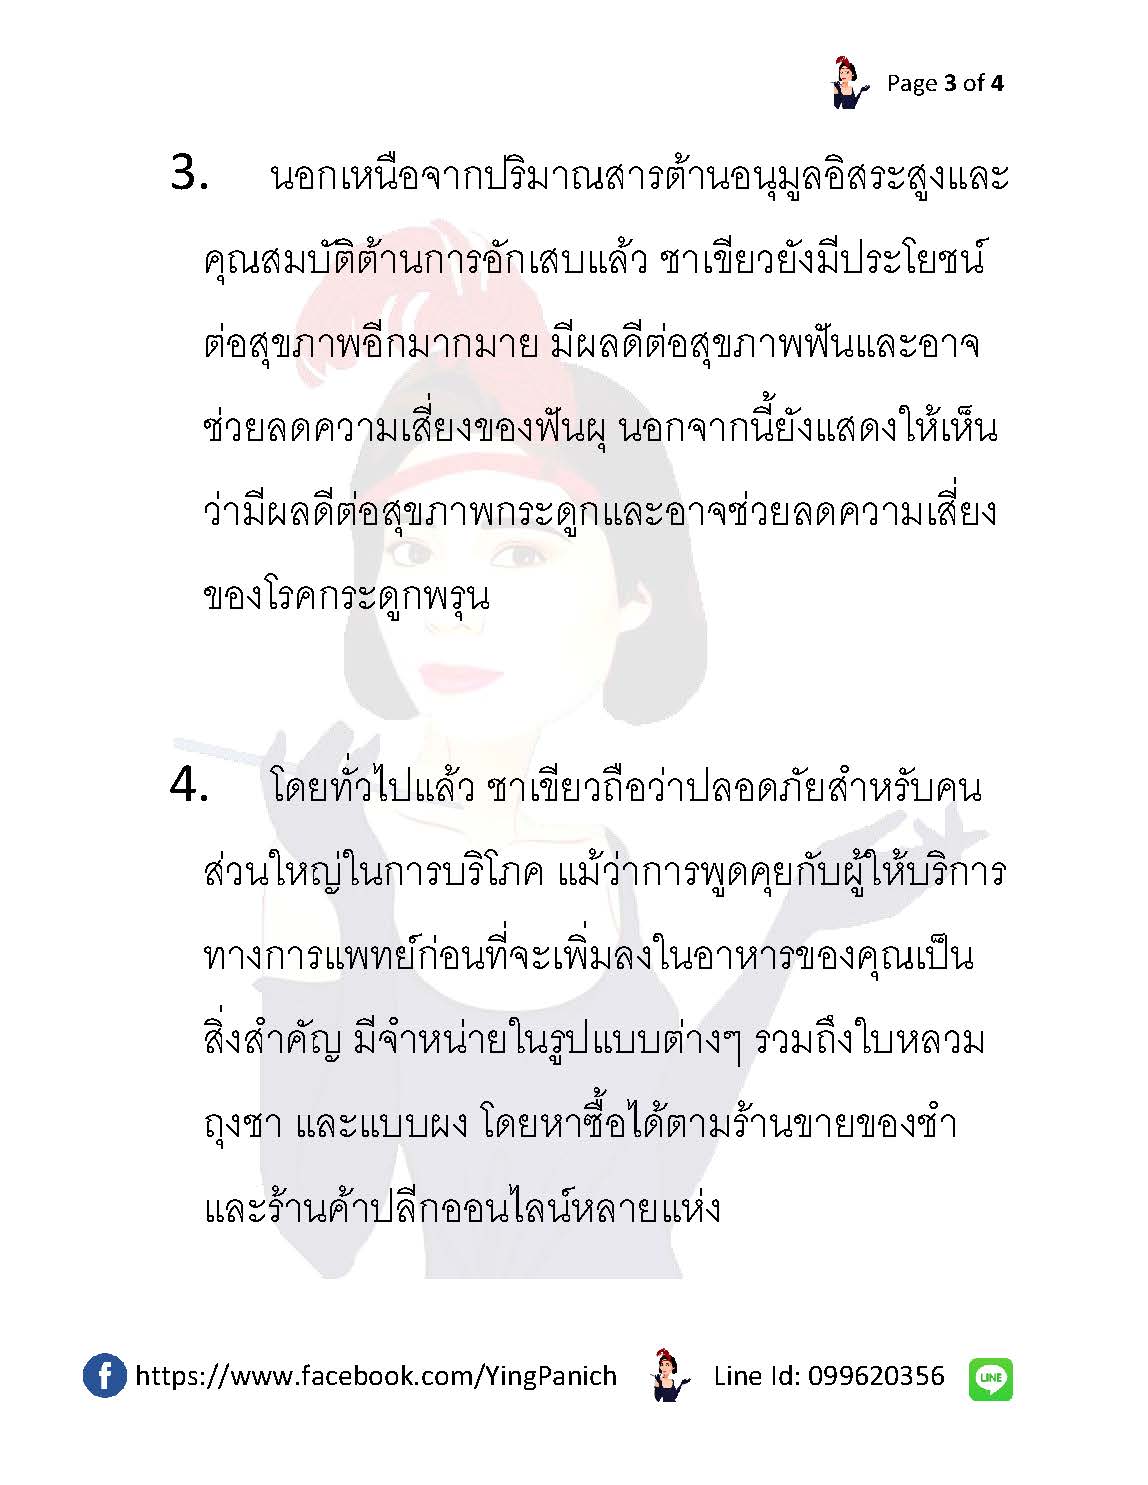 Page 3 of 4
3. นอกเหนือจากปริมาณสารต้านอนุมูลอิสระสูงและ
คุณสมบัติต้านการอักเสบแล้ว ชาเขียวยังมีประโยชน์
ต่อสุขภาพอีกมากมาย มีผลดีต่อสุขภาพฟันและอาจ
ช่วยลดความเสี่ยงของฟันผุ นอกจากนี้ยังแสดงให้เห็น
ว่ามีผลดีต่อสุขภาพกระดูกและอาจช่วยลดความเสี่ยง
ของโรคกระดูกพรุน
4. โดยทั่วไปแล้ว ชาเขียวถือว่าปลอดภัยสำหรับคน
ส่วนใหญ่ในการบริโภค แม้ว่าการพูดคุยกับผู้ให้บริการ
ทางการแพทย์ก่อนที่จะเพิ่มลงในอาหารของคุณเป็น
สิ่งสำคัญ มีจำหน่ายในรูปแบบต่างๆ รวมถึงใบหลวม
ถุงชา และแบบผง โดยหาซื้อได้ตามร้านขายของชำ
และร้านค้าปลีกออนไลน์หลายแห่ง
https://www.facebook.com/YingPanich Line Id: 099620356 LINE